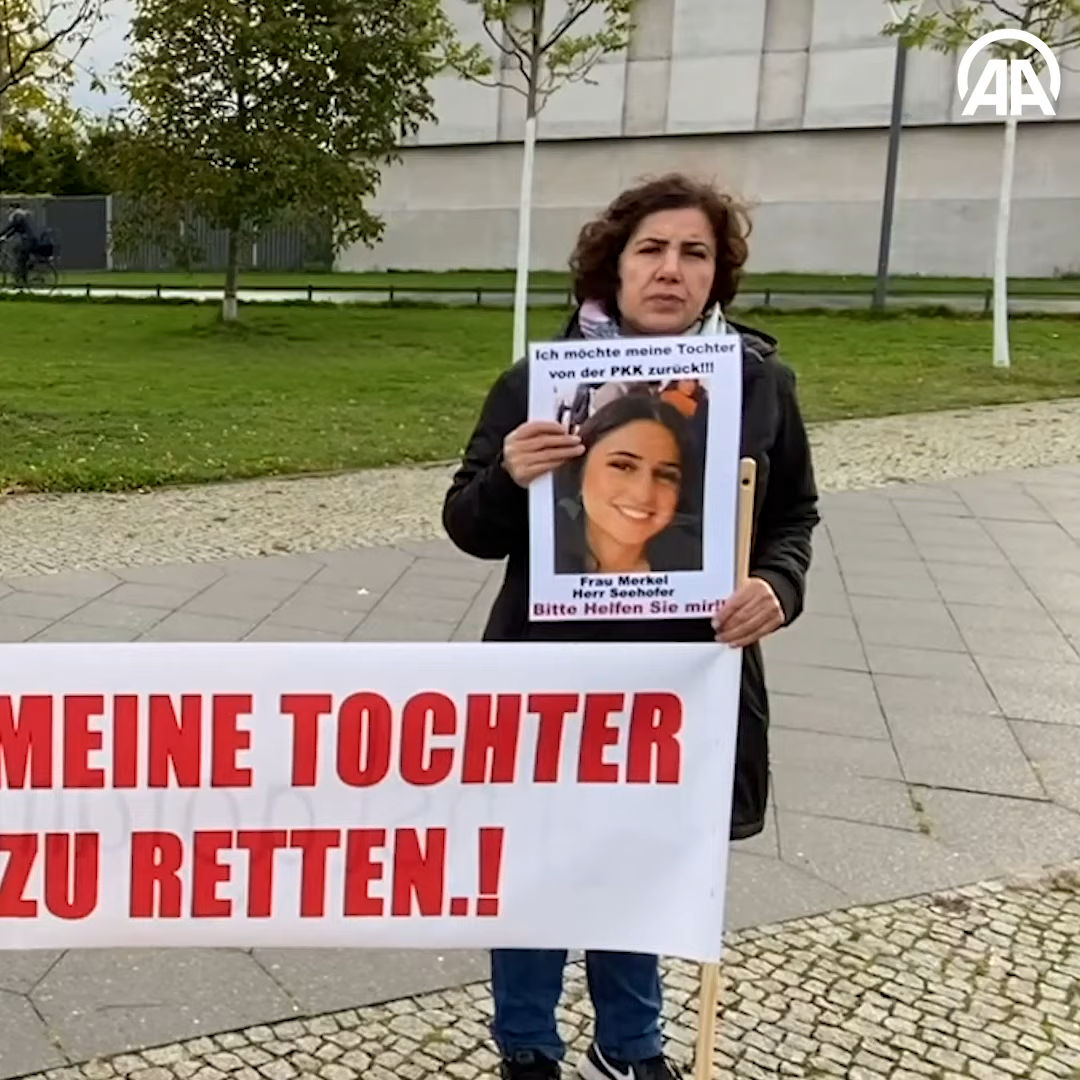 AA
Ich möchte meine Tochter
von der PKK zurück!!!
Frau Merkel
Herr Seehofer
Bitte Helfen Sie mir!!
MEINE TOCHTER
ZU RETTEN.!